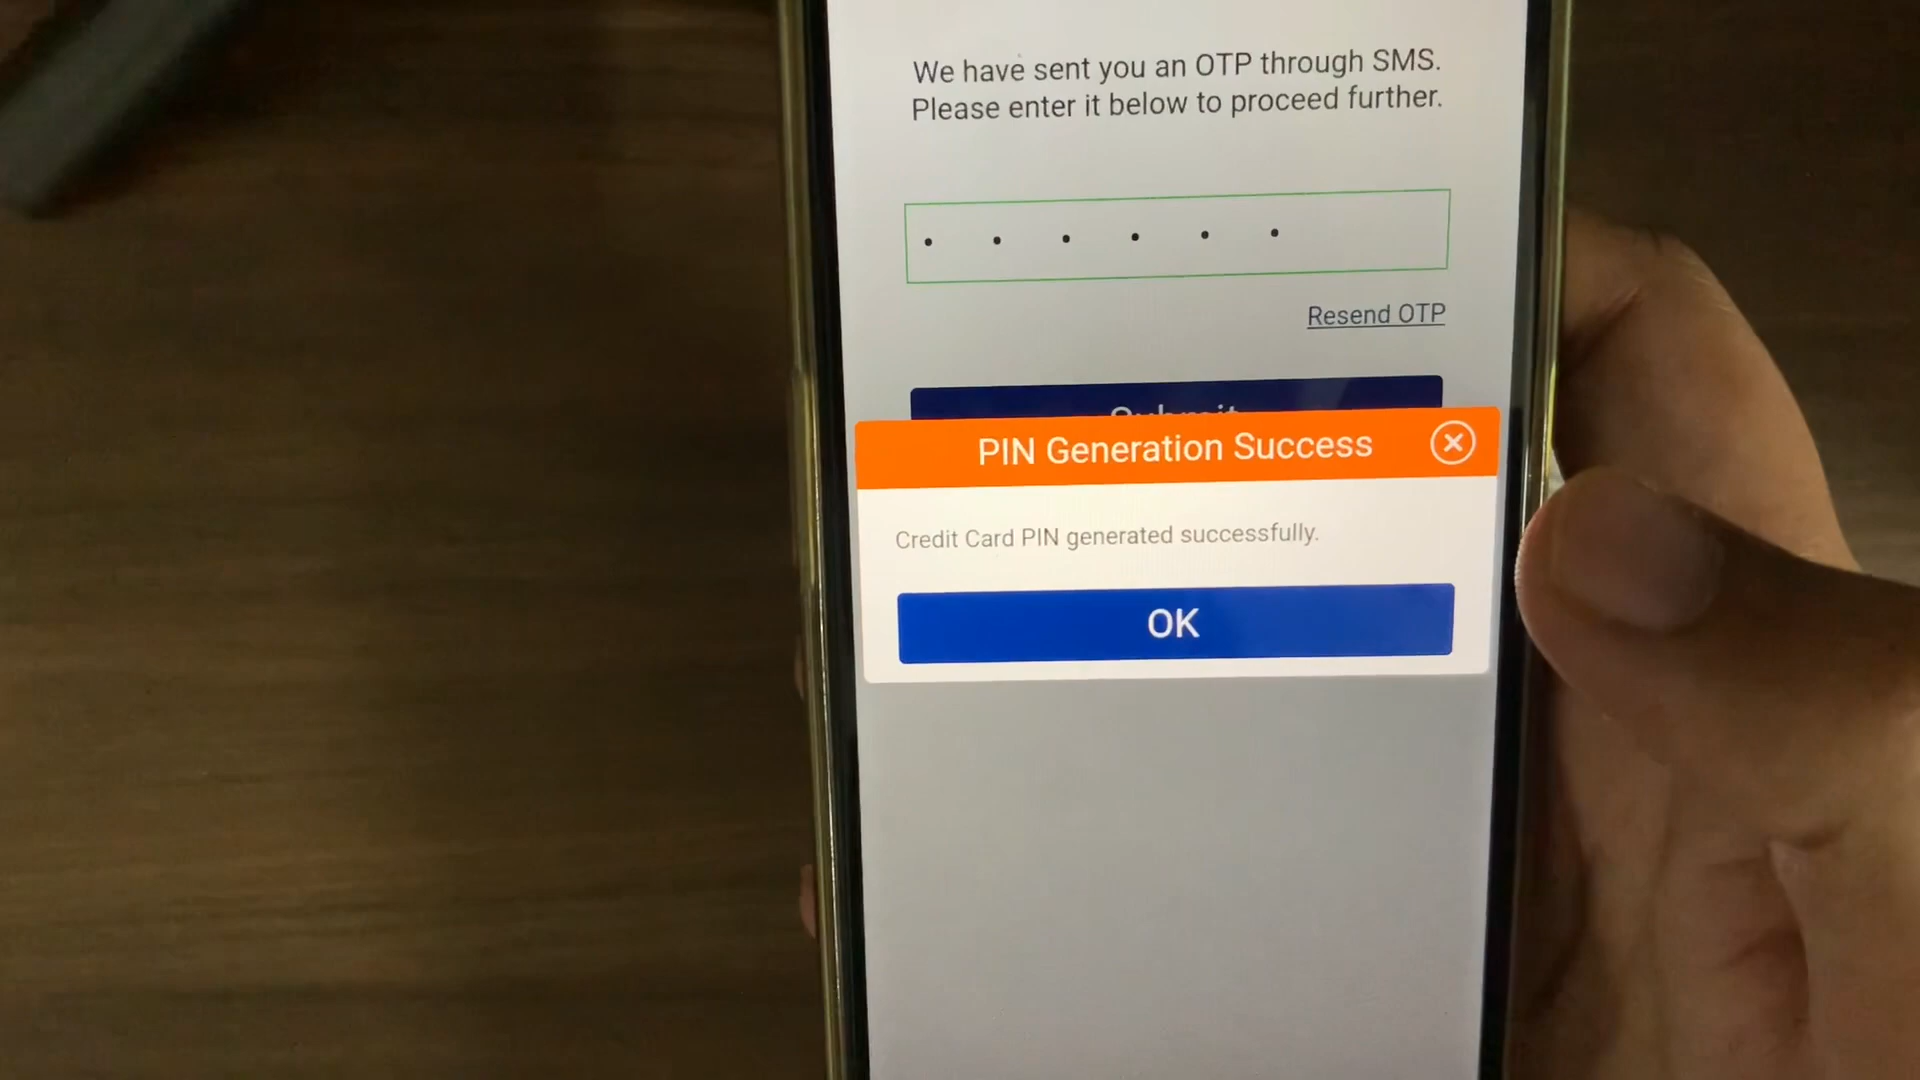 We have sent you an OTP through SMS.
Please enter it below to proceed further.
Resend OTP
Submit
PIN Generation Success
Credit Card PIN generated successfully.
OK